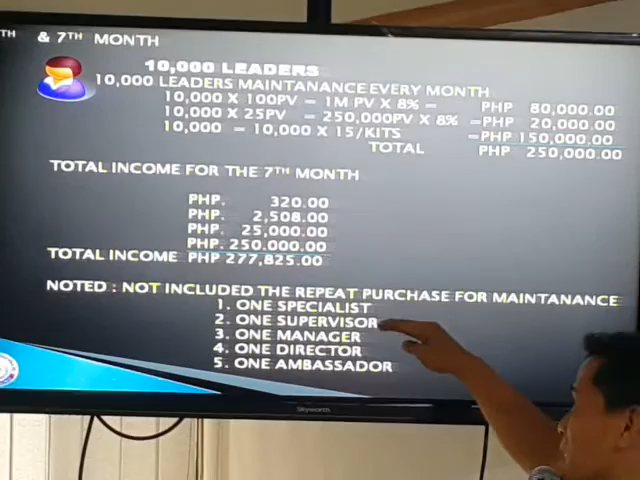 TH & 7TH MONTH
10,000 LEADERS
10,000 LEADERS MAINTANANCE EVERY MONTH
10,000 X 100PV = 1M PV X 8% = PHP 80,000.00
10,000 X 25PV = 250,000PV X 8% =PHP 20,000.00
10,000 = 10,000 X 15/KITS =PHP 150,000.00
TOTAL PHP 250,000.00
TOTAL INCOME FOR THE 7TH MONTH
PHP. 320.00
PHP. 2,508.00
PHP. 25,000.00
PHP. 250.000.00
TOTAL INCOME PHP 277,825.00
NOTED : NOT INCLUDED THE REPEAT PURCHASE FOR MAINTANANCE
1. ONE SPECIALIST
2. ONE SUPERVISOR
3. ONE MANAGER
4. ONE DIRECTOR
5. ONE AMBASSADOR
Skyworth